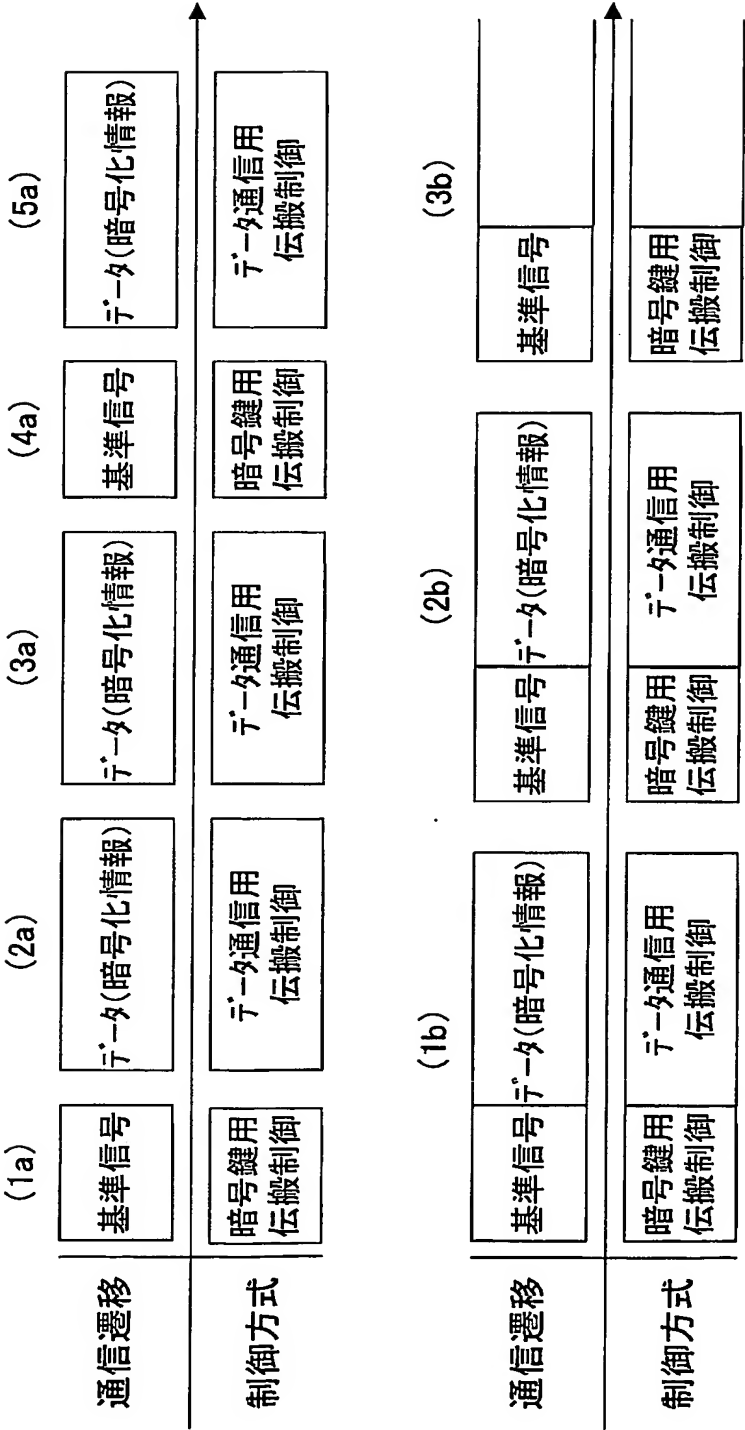 (1a)
(2a)
(3a)
(4a)
(5a)
通信遷移
基準信号
データ(暗号化情報)
データ(暗号化情報)
基準信号
データ(暗号化情報)
制御方式
暗号鍵用
伝搬制御
データ通信用
伝搬制御
データ通信用
伝搬制御
暗号鍵用
伝搬制御
データ通信用
伝搬制御
(1b)
(2b)
(3b)
通信遷移
基準信号
データ(暗号化情報)
基準信号
データ(暗号化情報)
基準信号
制御方式
暗号鍵用
伝搬制御
データ通信用
伝搬制御
暗号鍵用
伝搬制御
データ通信用
伝搬制御
暗号鍵用
伝搬制御